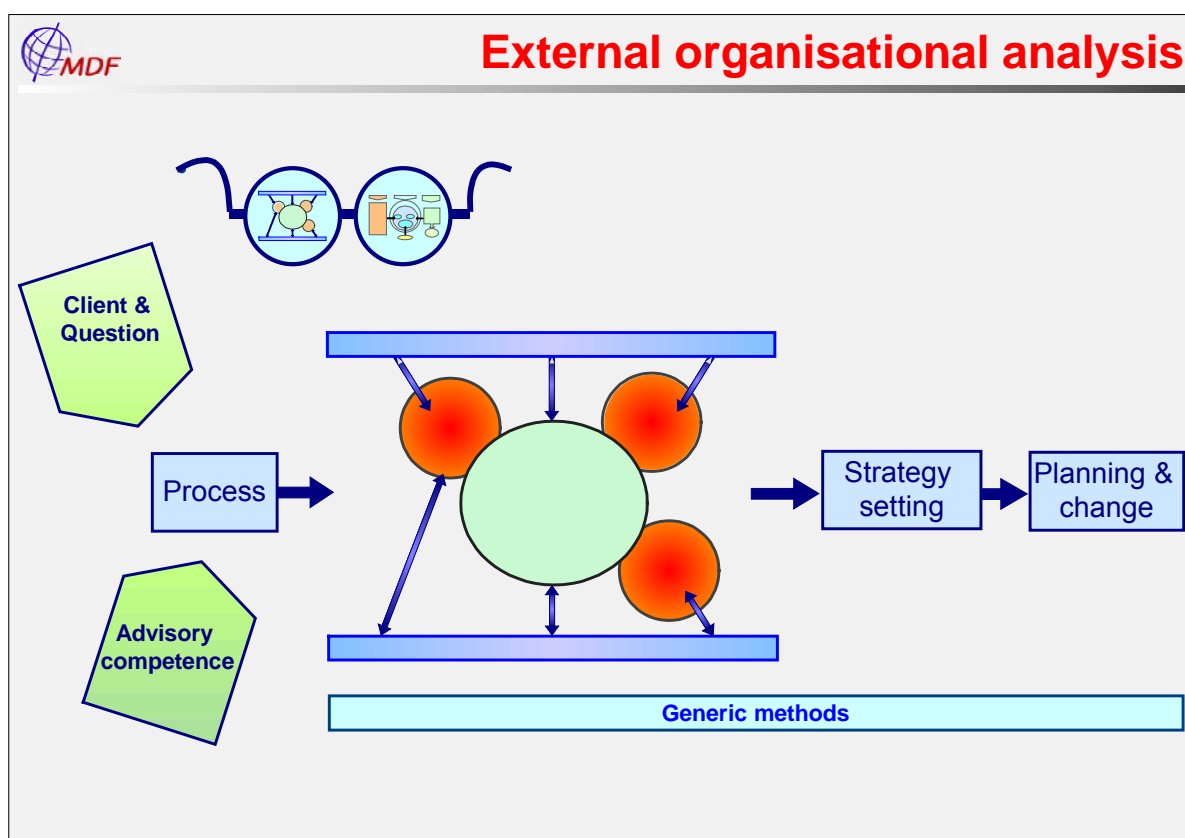 MDF
External organisational analysis
Client &
Question
Process
Strategy
setting
Planning &
change
Advisory
competence
Generic methods